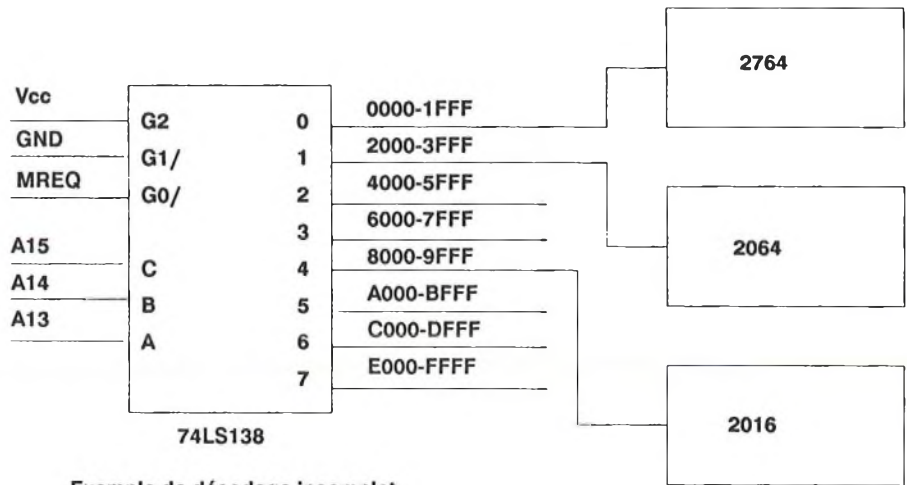 Vcc
GND
MREQ
A15
A14
A13
G2
G1/
G0/
C
B
A
0
1
2
3
4
5
6
7
74LS138
0000-1FFF
2000-3FFF
4000-5FFF
6000-7FFF
8000-9FFF
A000-BFFF
C000-DFFF
E000-FFFF
2764
2064
2016